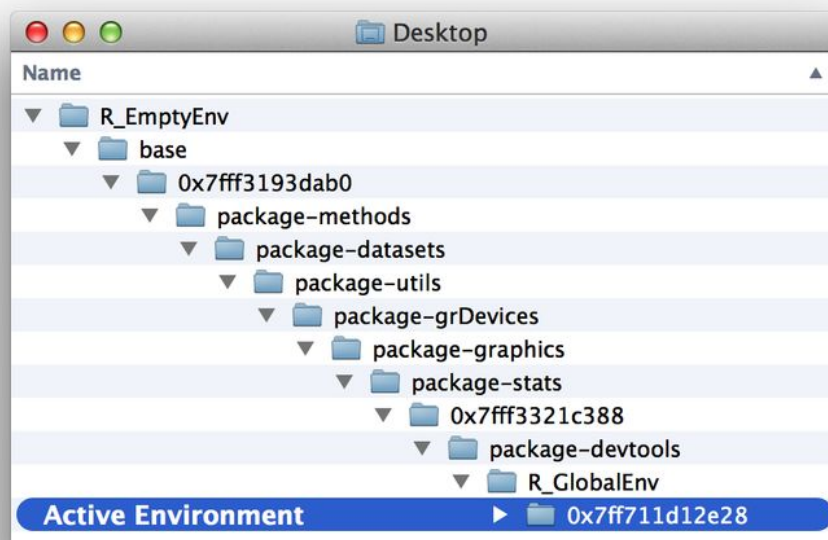 Desktop
Name
R_EmptyEnv
base
0x7fff3193dab0
package-methods
package-datasets
package-utils
package-grDevices
package-graphics
package-stats
0x7fff3321c388
package-devtools
R_GlobalEnv
Active Environment 0x7ff711d12e28